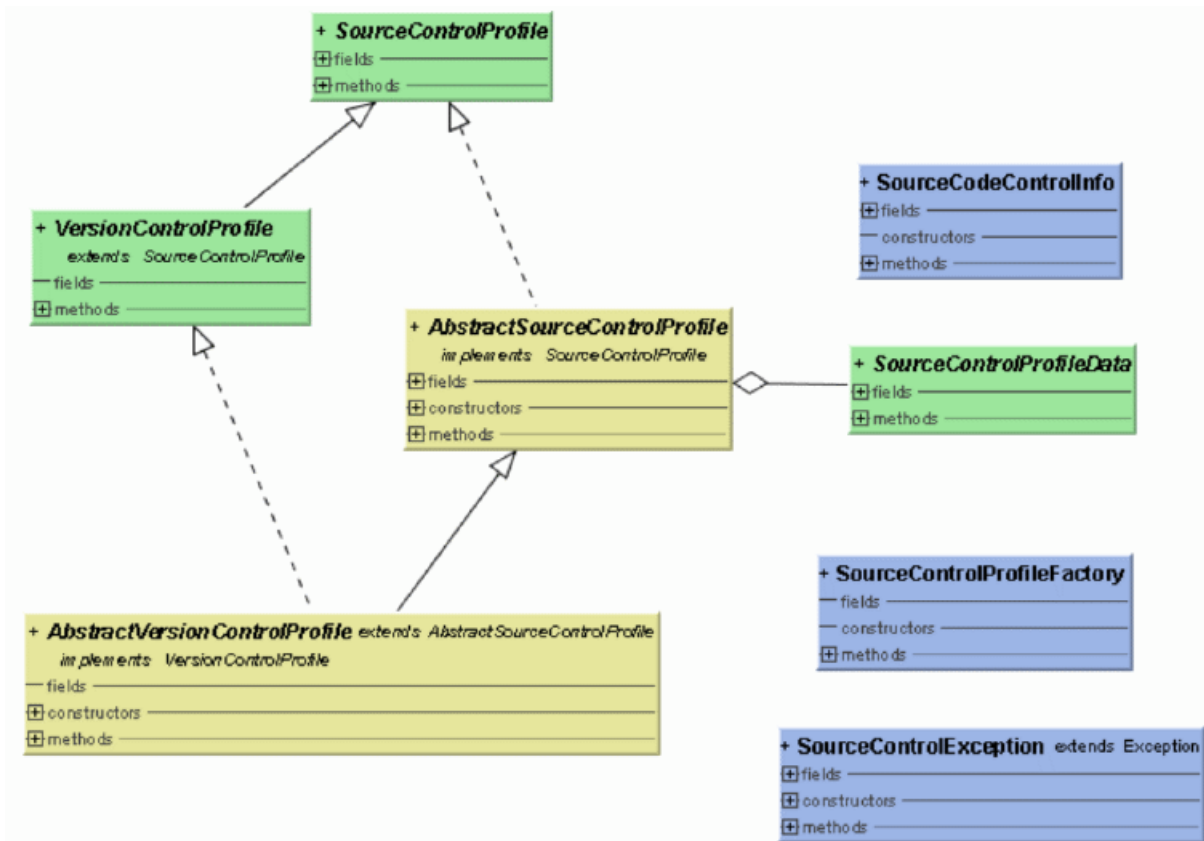 + SourceControlProfile
+ fields
+ methods
+ VersionControlProfile
extends SourceControlProfile
fields
+ methods
+ AbstractSourceControlProfile
implements SourceControlProfile
+ fields
+ constructors
+ methods
+ SourceCodeControlInfo
+ fields
constructors
+ methods
+ SourceControlProfileData
+ fields
+ methods
+ AbstractVersionControlProfile extends AbstractSourceControlProfile
implements VersionControlProfile
fields
+ constructors
+ methods
+ SourceControlProfileFactory
fields
constructors
+ methods
+ SourceControlException extends Exception
+ fields
+ constructors
+ methods